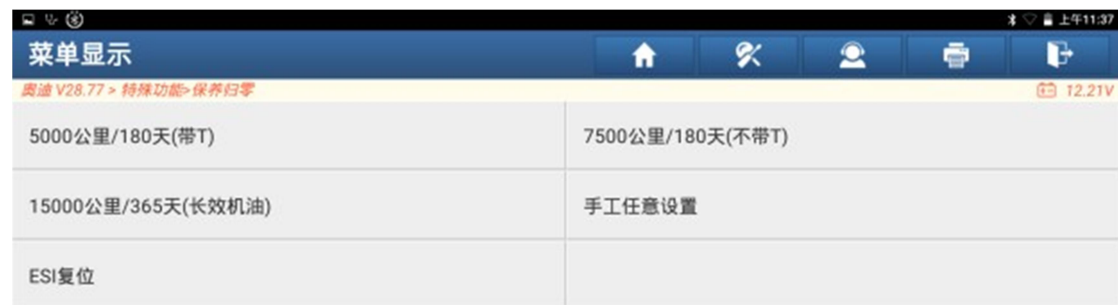 上午11:37
菜单显示
奥迪 V28.77 > 特殊功能>保养归零 12.21V
5000公里/180天(带T) 7500公里/180天(不带T)
15000公里/365天(长效机油) 手工任意设置
ESI复位